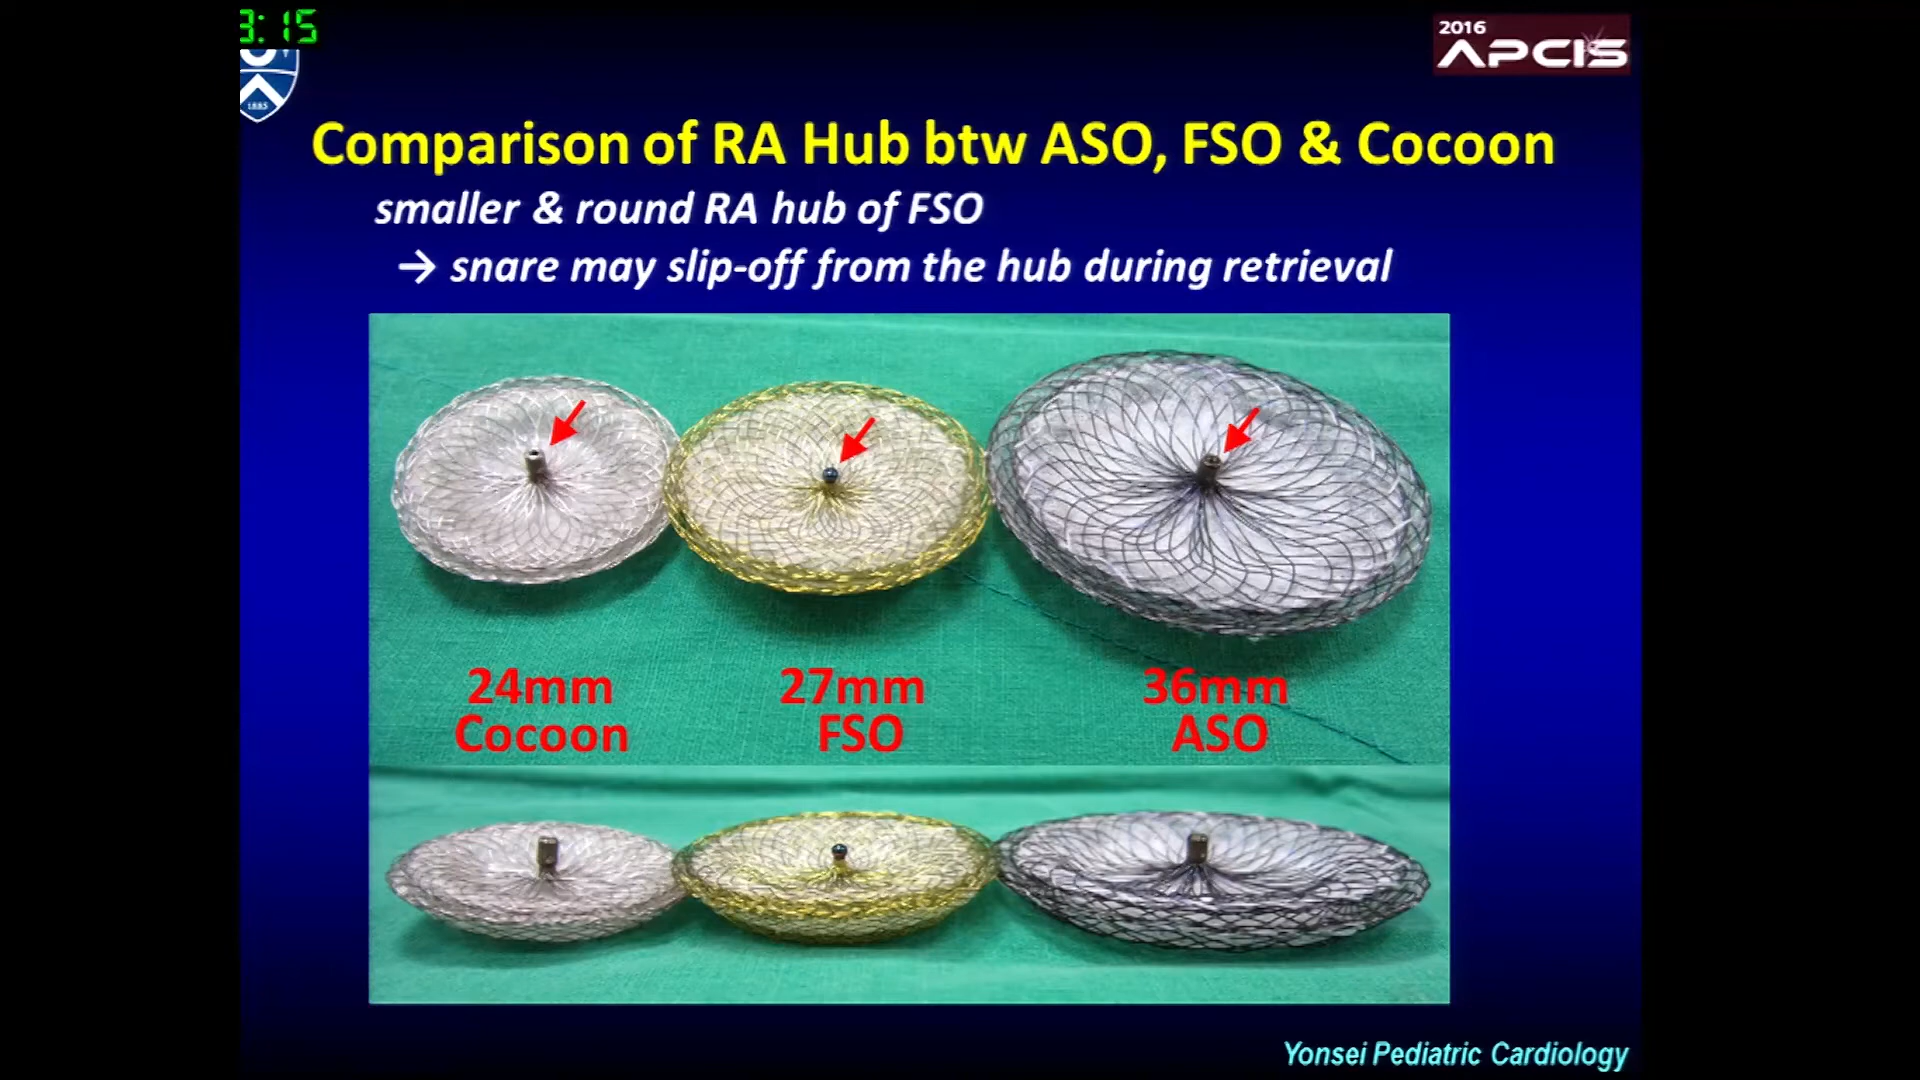 3:15
2016
APCIS
1885
Comparison of RA Hub btw ASO, FSO & Cocoon
smaller & round RA hub of FSO
→ snare may slip-off from the hub during retrieval
24mm
Cocoon
27mm
FSO
36mm
ASO
Yonsei Pediatric Cardiology